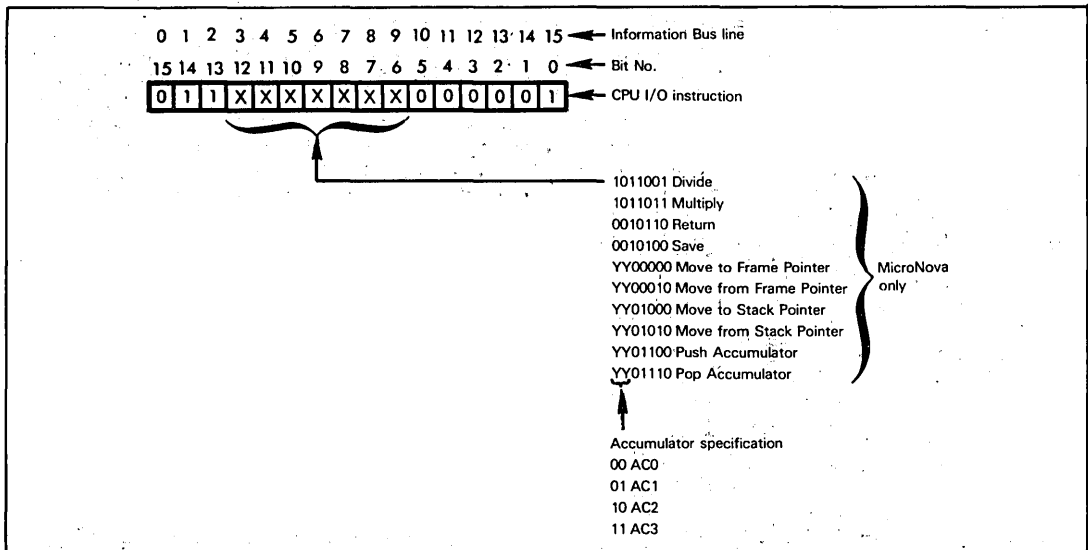 0 1 2 3 4 5 6 7 8 9 10 11 12 13 14 15 Information Bus line
15 14 13 12 11 10 9 8 7 6 5 4 3 2 1 0 Bit No.
0 1 1 X X X X X X X 0 0 0 0 0 1 CPU I/O instruction
1011001 Divide
1011011 Multiply
0010110 Return
0010100 Save
YY00000 Move to Frame Pointer
YY00010 Move from Frame Pointer
YY01000 Move to Stack Pointer
YY01010 Move from Stack Pointer
YY01100 Push Accumulator
YY01110 Pop Accumulator
MicroNova
only
Accumulator specification
00 AC0
01 AC1
10 AC2
11 AC3